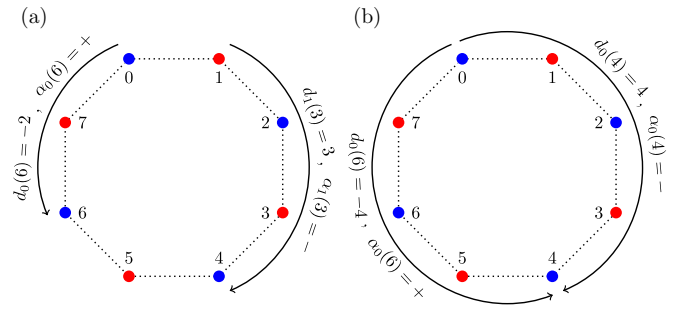 (a)
d₀(6) = −2 , α₀(6) = +
d₁(3) = 3 , α₁(3) = −
0
1
2
3
4
5
6
7
(b)
d₀(4) = 4 , α₀(4) = −
d₀(6) = −4 , α₀(6) = +
0
1
2
3
4
5
6
7